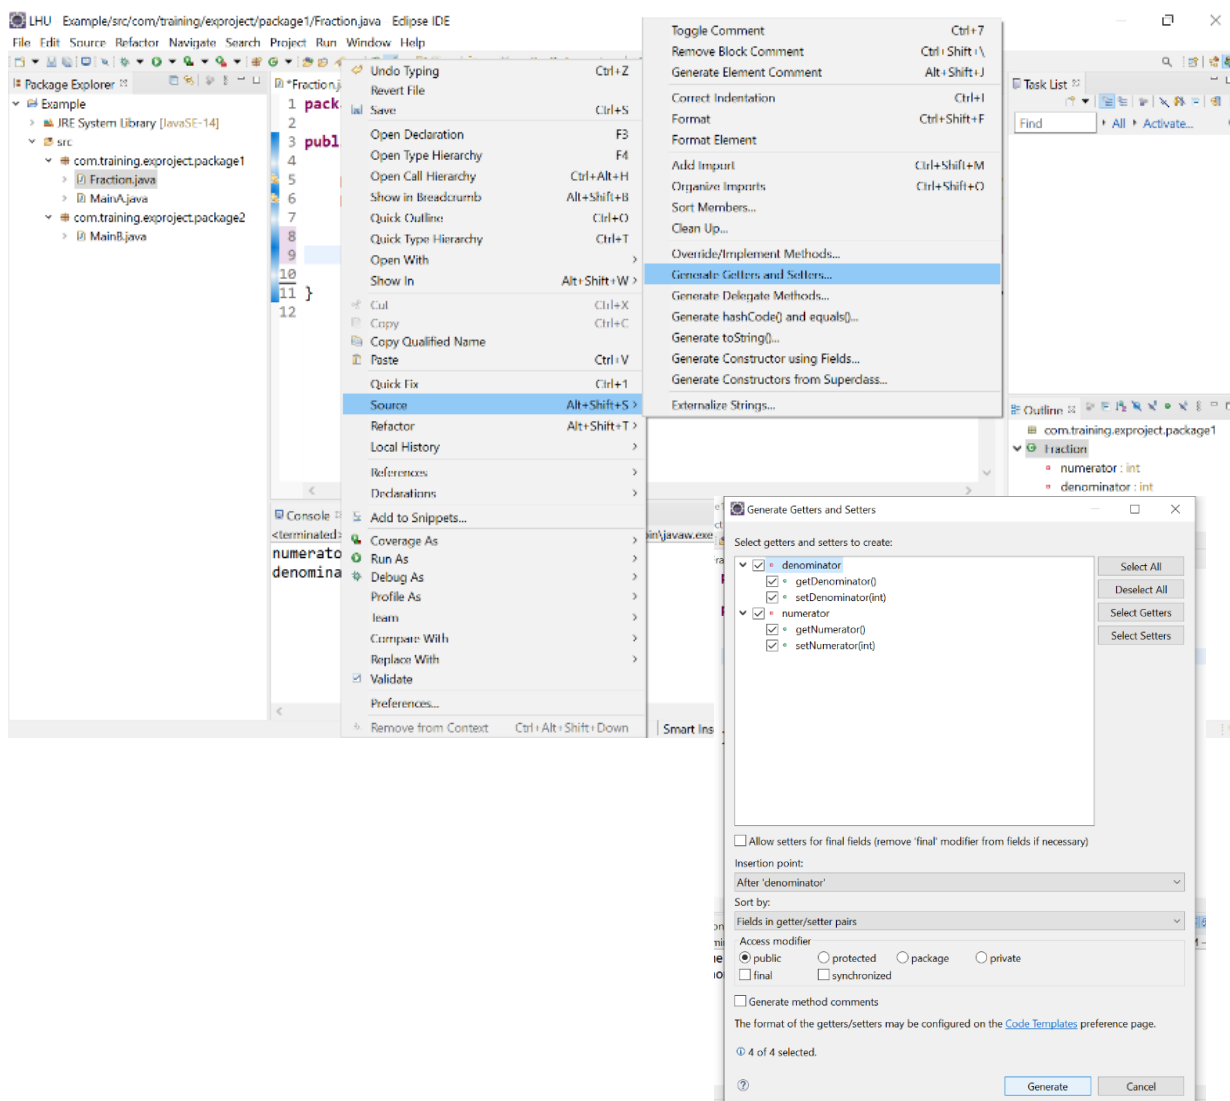 LHU Example/src/com/training/exproject/package1/Fraction.java Eclipse IDE
File Edit Source Refactor Navigate Search Project Run Window Help
Package Explorer
Example
JRE System Library [JavaSE-14]
src
com.training.exproject.package1
Fraction.java
MainA.java
com.training.exproject.package2
MainB.java
*Fraction.j
1 pack
2
3 publ
4
5
6
7
8
9
10
11 }
12
Console
<terminated>
numerato
denomina
Undo Typing Ctrl+Z
Revert File
Save Ctrl+S
Open Declaration F3
Open Type Hierarchy F4
Open Call Hierarchy Ctrl+Alt+H
Show in Breadcrumb Alt+Shift+B
Quick Outline Ctrl+O
Quick Type Hierarchy Ctrl+T
Open With
Show In Alt+Shift+W
Cut Ctrl+X
Copy Ctrl+C
Copy Qualified Name
Paste Ctrl+V
Quick Fix Ctrl+1
Source Alt+Shift+S
Refactor Alt+Shift+T
Local History
References
Declarations
Add to Snippets...
Coverage As
Run As
Debug As
Profile As
Team
Compare With
Replace With
Validate
Preferences...
Remove from Context Ctrl+Alt+Shift+Down
Toggle Comment Ctrl+7
Remove Block Comment Ctrl+Shift+\
Generate Element Comment Alt+Shift+J
Correct Indentation Ctrl+I
Format Ctrl+Shift+F
Format Element
Add Import Ctrl+Shift+M
Organize Imports Ctrl+Shift+O
Sort Members...
Clean Up...
Override/Implement Methods...
Generate Getters and Setters...
Generate Delegate Methods...
Generate hashCode() and equals()...
Generate toString()...
Generate Constructor using Fields...
Generate Constructors from Superclass...
Externalize Strings...
Task List
Find All Activate...
Outline
com.training.exproject.package1
Fraction
numerator : int
denominator : int
in\javaw.exe
Smart Ins
Generate Getters and Setters
Select getters and setters to create:
denominator
getDenominator()
setDenominator(int)
numerator
getNumerator()
setNumerator(int)
Select All
Deselect All
Select Getters
Select Setters
Allow setters for final fields (remove 'final' modifier from fields if necessary)
Insertion point:
After 'denominator'
Sort by:
Fields in getter/setter pairs
Access modifier
public protected package private
final synchronized
Generate method comments
The format of the getters/setters may be configured on the Code Templates preference page.
4 of 4 selected.
Generate Cancel